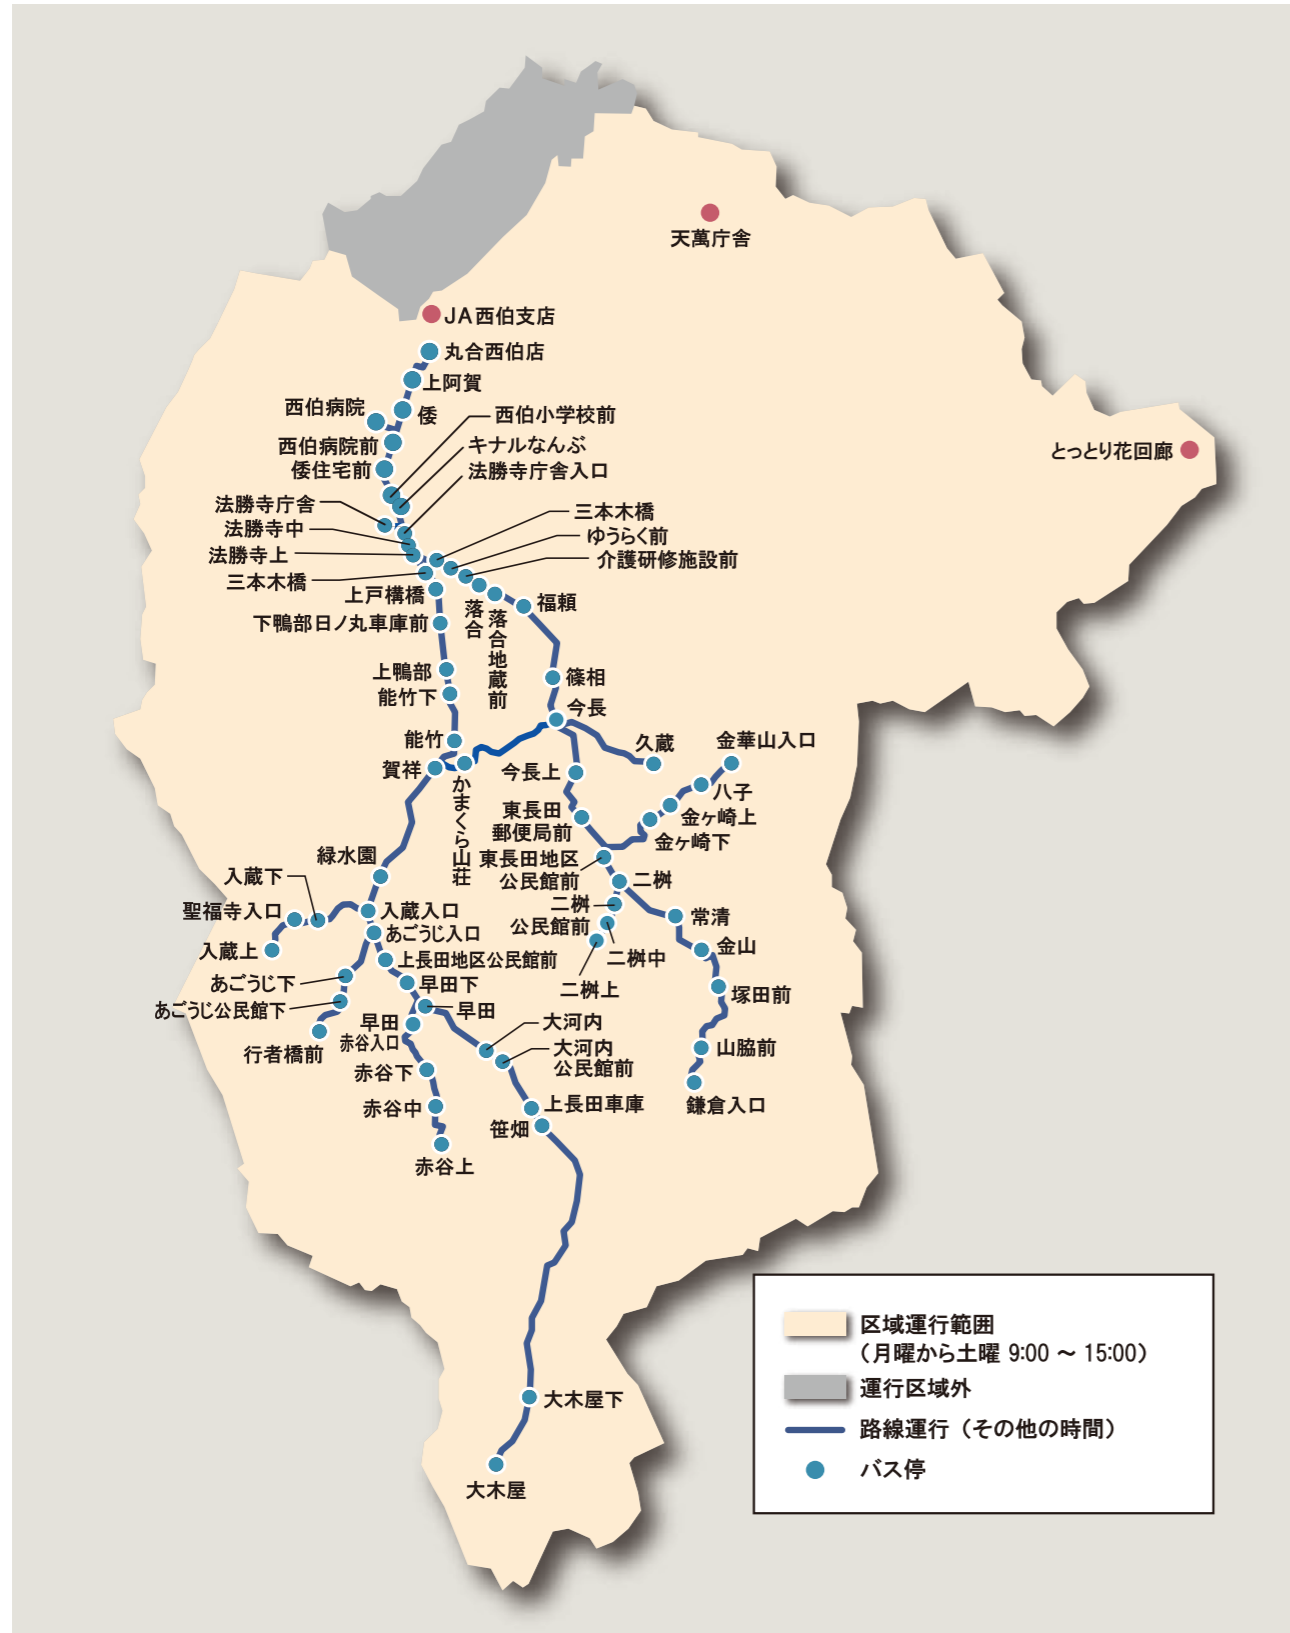 天萬庁舎
JA西伯支店
丸合西伯店
上阿賀
西伯病院
倭
西伯小学校前
西伯病院前
キナルなんぶ
倭住宅前
法勝寺庁舎入口
とっとり花回廊
法勝寺庁舎
法勝寺中
法勝寺上
三本木橋
三本木橋
ゆうらく前
介護研修施設前
上戸構橋
落合
落合地蔵前
福頼
下鴨部日ノ丸車庫前
上鴨部
能竹下
篠相
今長
能竹
賀祥
かまくら山荘
久蔵
金華山入口
今長上
八子
金ヶ崎上
金ヶ崎下
東長田
郵便局前
東長田地区
公民館前
緑水園
入蔵下
聖福寺入口
入蔵上
入蔵入口
あごうじ入口
上長田地区公民館前
二桝
二桝
公民館前
二桝中
二桝上
常清
金山
塚田前
山脇前
鎌倉入口
あごうじ下
あごうじ公民館下
行者橋前
早田下
早田
早田
赤谷入口
赤谷下
赤谷中
赤谷上
大河内
大河内
公民館前
上長田車庫
笹畑
大木屋下
大木屋
区域運行範囲
（月曜から土曜 9:00 ～ 15:00）
運行区域外
路線運行（その他の時間）
バス停